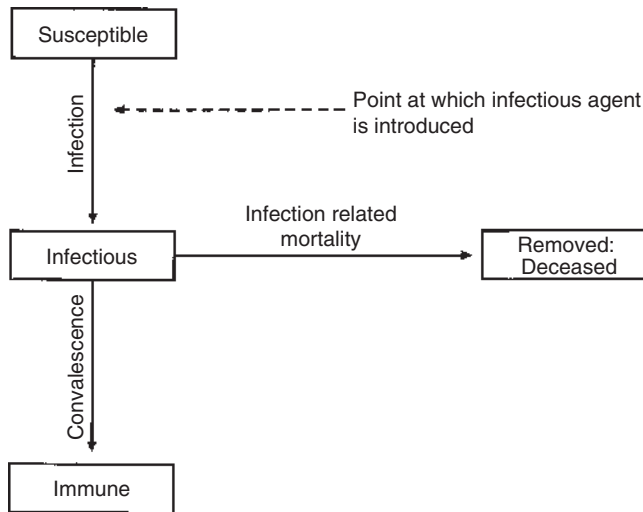 Susceptible
Infection
Point at which infectious agent
is introduced
Infectious
Infection related
mortality
Removed:
Deceased
Convalescence
Immune